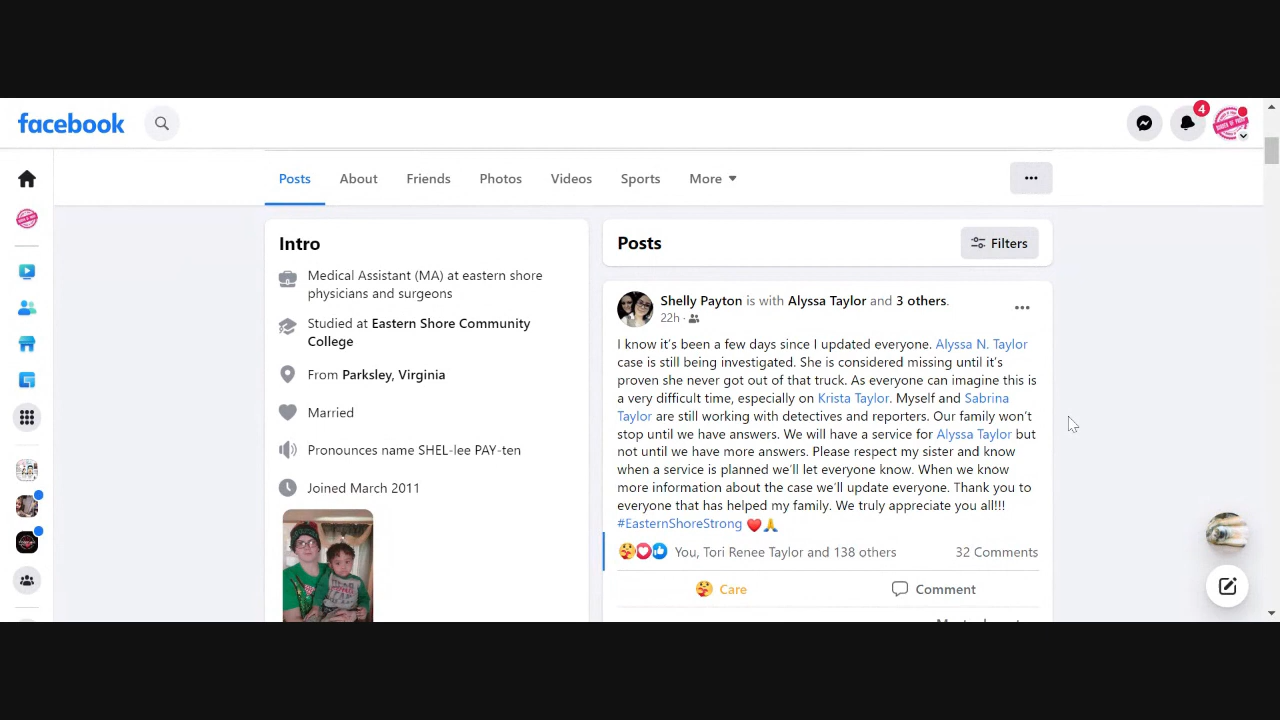 facebook
4
Posts
About
Friends
Photos
Videos
Sports
More
Intro
Medical Assistant (MA) at eastern shore
physicians and surgeons
Studied at Eastern Shore Community
College
From Parksley, Virginia
Married
Pronounces name SHEL-lee PAY-ten
Joined March 2011
Posts
Filters
Shelly Payton is with Alyssa Taylor and 3 others.
22h ·
I know it's been a few days since I updated everyone. Alyssa N. Taylor
case is still being investigated. She is considered missing until it's
proven she never got out of that truck. As everyone can imagine this is
a very difficult time, especially on Krista Taylor. Myself and Sabrina
Taylor are still working with detectives and reporters. Our family won't
stop until we have answers. We will have a service for Alyssa Taylor but
not until we have more answers. Please respect my sister and know
when a service is planned we'll let everyone know. When we know
more information about the case we'll update everyone. Thank you to
everyone that has helped my family. We truly appreciate you all!!!
#EasternShoreStrong ❤️🙏
You, Tori Renee Taylor and 138 others
32 Comments
Care
Comment